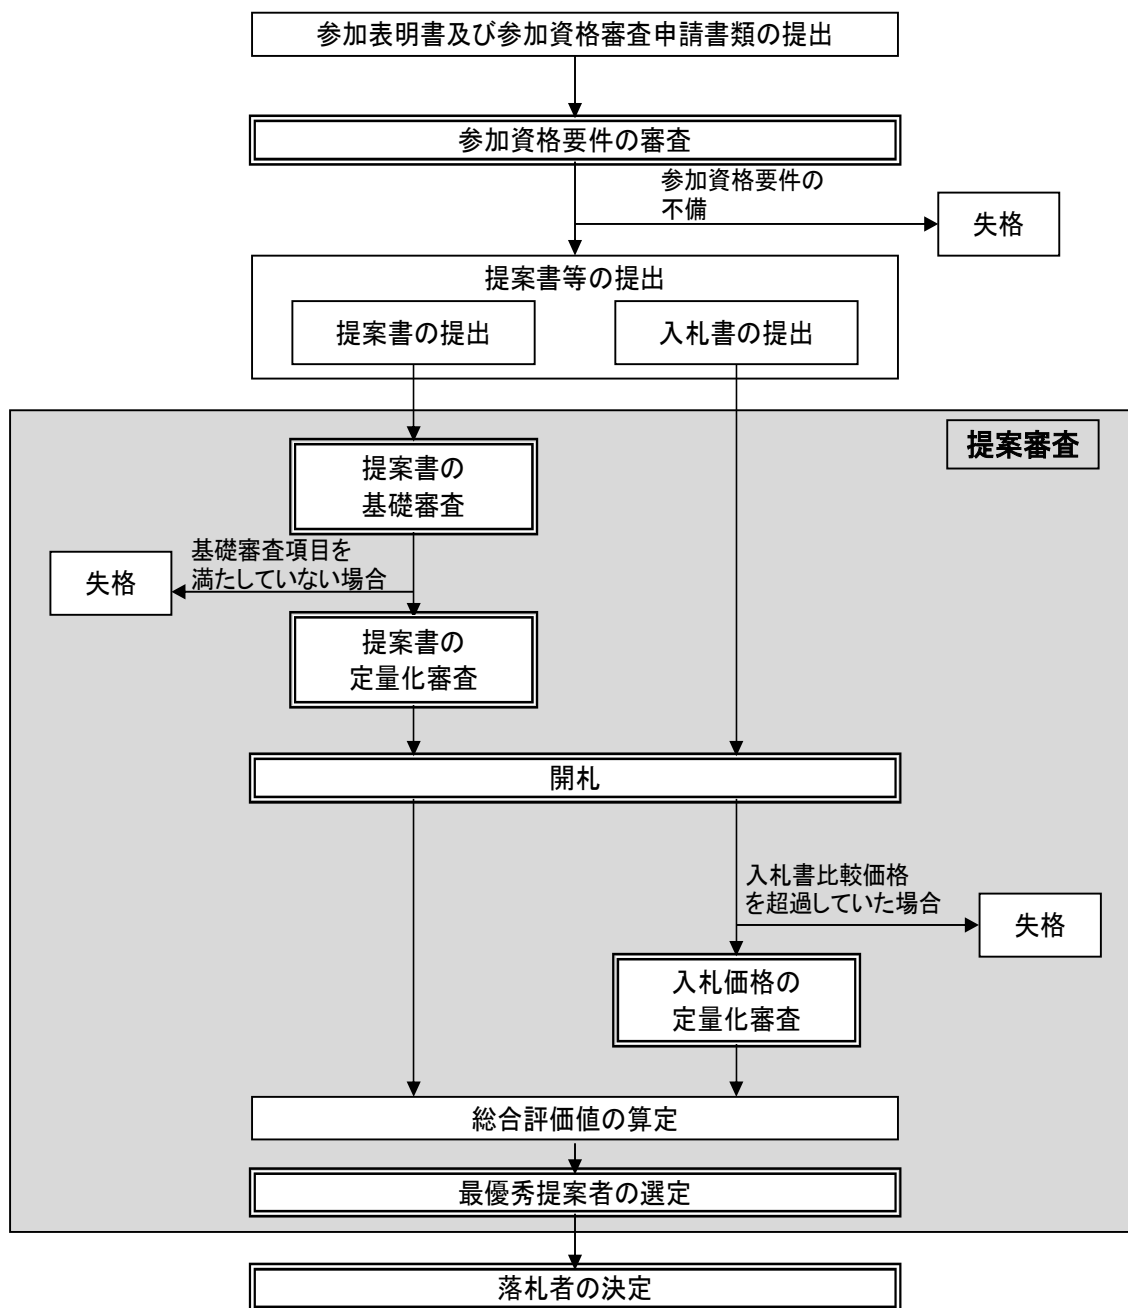 参加表明書及び参加資格審査申請書類の提出
参加資格要件の審査
参加資格要件の
不備
失格
提案書等の提出
提案書の提出
入札書の提出
提案審査
提案書の
基礎審査
基礎審査項目を
満たしていない場合
失格
提案書の
定量化審査
開札
入札書比較価格
を超過していた場合
失格
入札価格の
定量化審査
総合評価値の算定
最優秀提案者の選定
落札者の決定